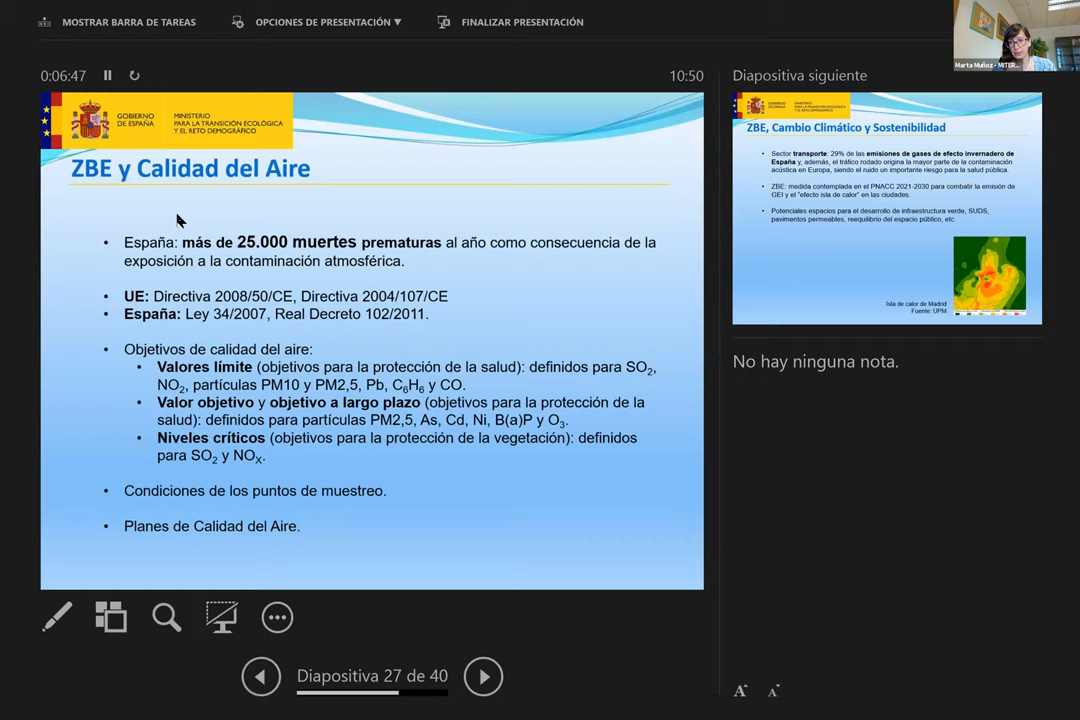 MOSTRAR BARRA DE TAREAS
OPCIONES DE PRESENTACIÓN ▼
FINALIZAR PRESENTACIÓN
Marta Muñoz - MITER...
0:06:47
10:50
GOBIERNO
DE ESPAÑA
MINISTERIO
PARA LA TRANSICIÓN ECOLÓGICA
Y EL RETO DEMOGRÁFICO
ZBE y Calidad del Aire
• España: más de 25.000 muertes prematuras al año como consecuencia de la
exposición a la contaminación atmosférica.
• UE: Directiva 2008/50/CE, Directiva 2004/107/CE
• España: Ley 34/2007, Real Decreto 102/2011.
• Objetivos de calidad del aire:
• Valores límite (objetivos para la protección de la salud): definidos para SO₂,
NO₂, partículas PM10 y PM2,5, Pb, C₆H₆ y CO.
• Valor objetivo y objetivo a largo plazo (objetivos para la protección de la
salud): definidos para partículas PM2,5, As, Cd, Ni, B(a)P y O₃.
• Niveles críticos (objetivos para la protección de la vegetación): definidos
para SO₂ y NOₓ.
• Condiciones de los puntos de muestreo.
• Planes de Calidad del Aire.
Diapositiva 27 de 40
Diapositiva siguiente
GOBIERNO
DE ESPAÑA
MINISTERIO
PARA LA TRANSICIÓN ECOLÓGICA
Y EL RETO DEMOGRÁFICO
ZBE, Cambio Climático y Sostenibilidad
• Sector transporte: 29% de las emisiones de gases de efecto invernadero de
España y, además, el tráfico rodado origina la mayor parte de la contaminación
acústica en Europa, siendo el ruido un importante riesgo para la salud pública.
• ZBE: medida contemplada en el PNACC 2021-2030 para combatir la emisión de
GEI y el "efecto isla de calor" en las ciudades.
• Potenciales espacios para el desarrollo de infraestructura verde, SUDS,
pavimentos permeables, reequilibro del espacio público, etc.
Isla de calor de Madrid
Fuente: UPM
No hay ninguna nota.
A A